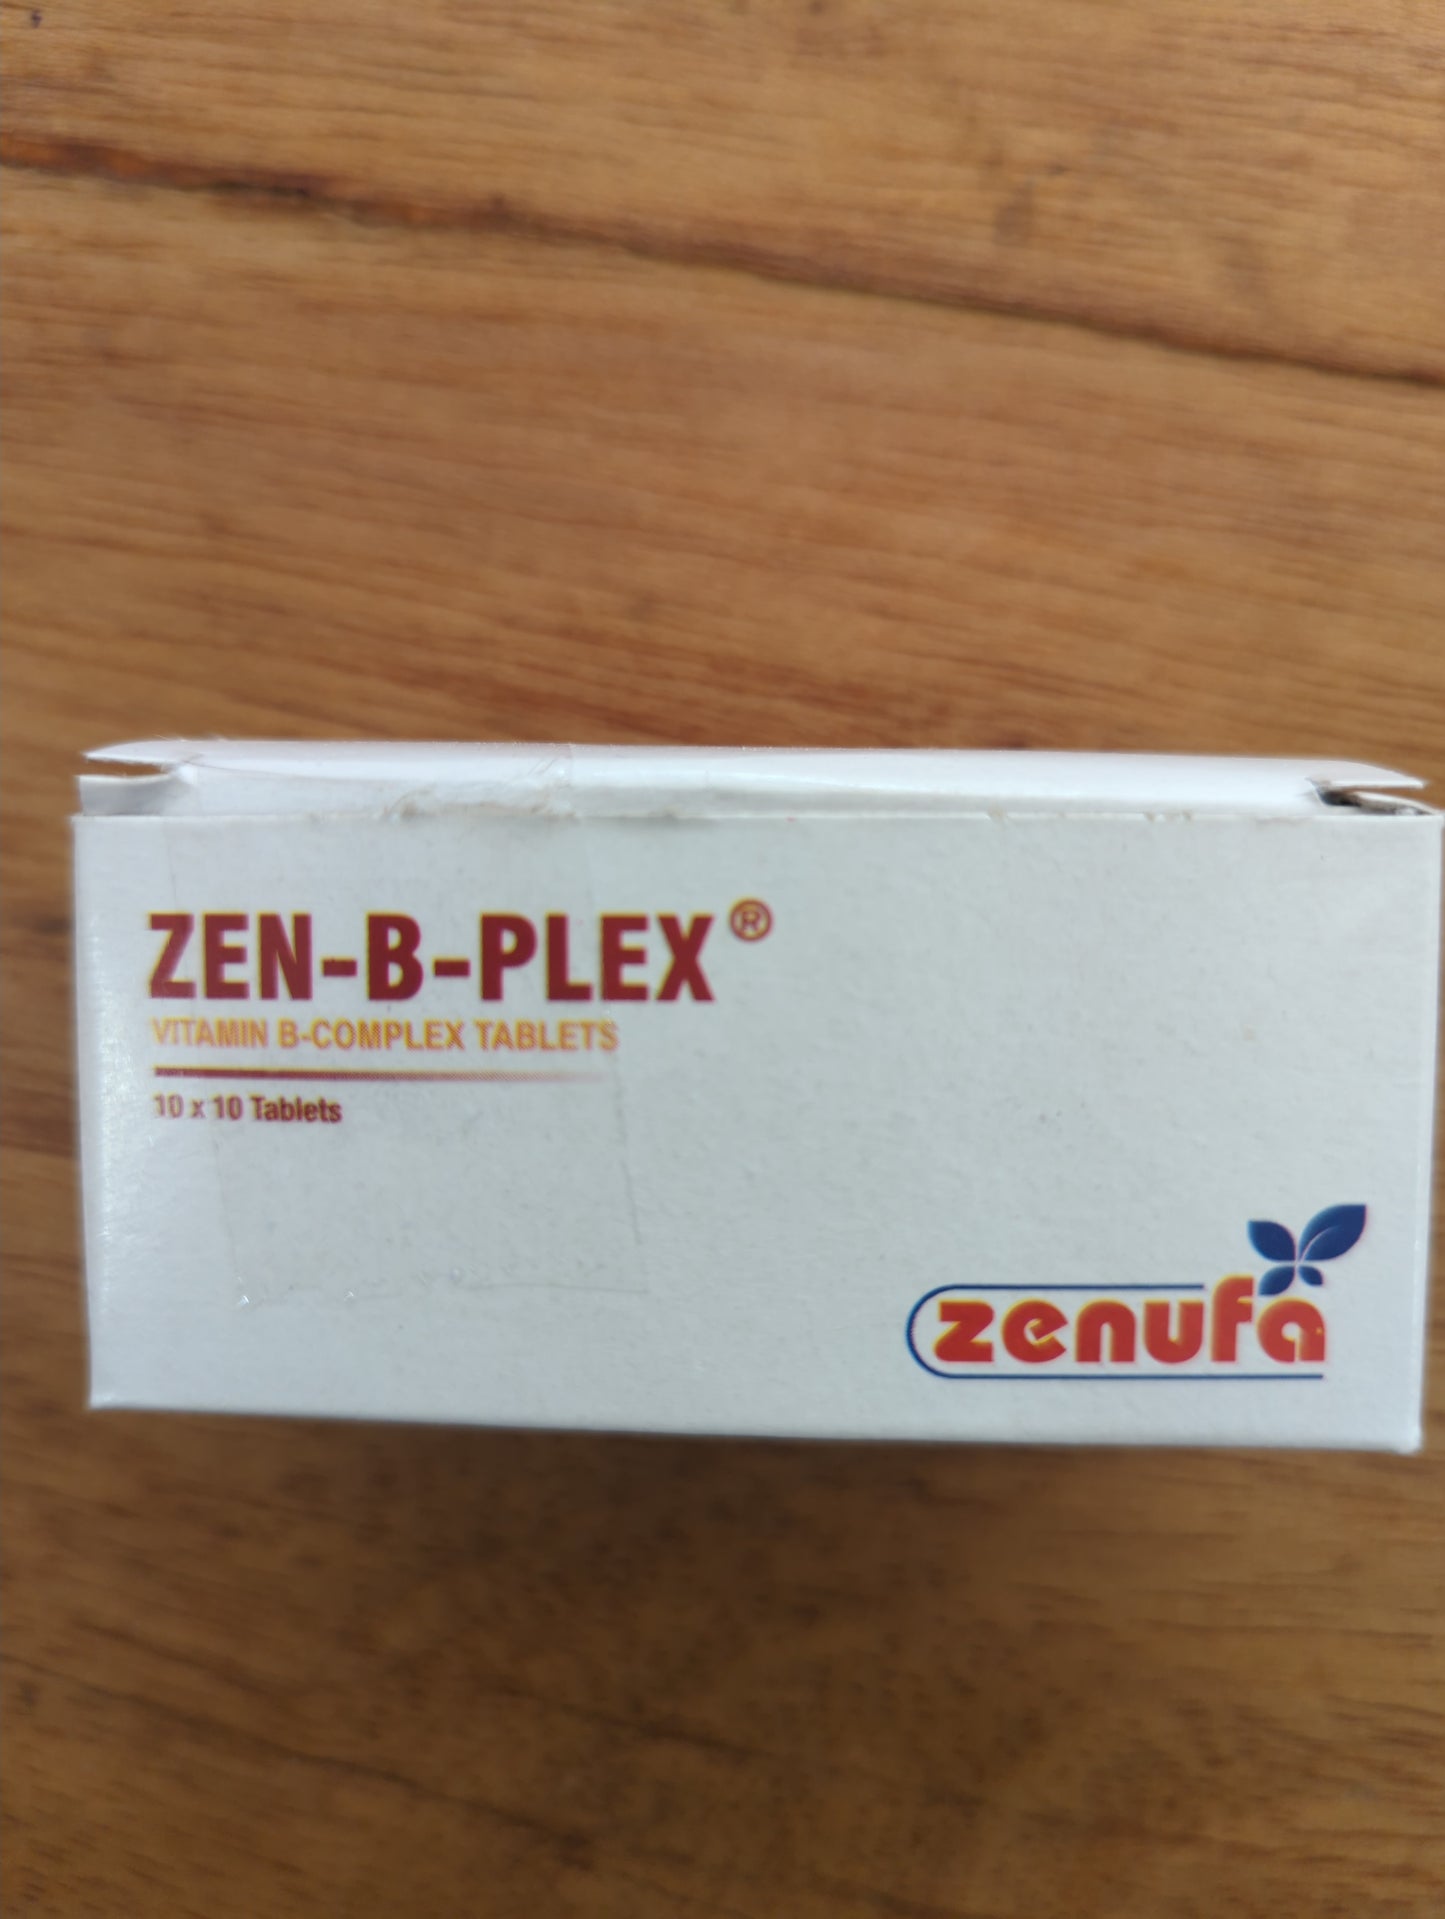 ZEN-B-PLEX®
VITAMIN B-COMPLEX TABLETS
10 x 10 Tablets
zenufa